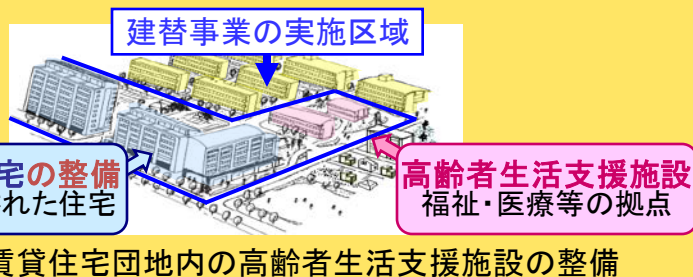 建替事業の実施区域
宅の整備
れた住宅
高齢者生活支援施設
福祉・医療等の拠点
賃貸住宅団地内の高齢者生活支援施設の整備